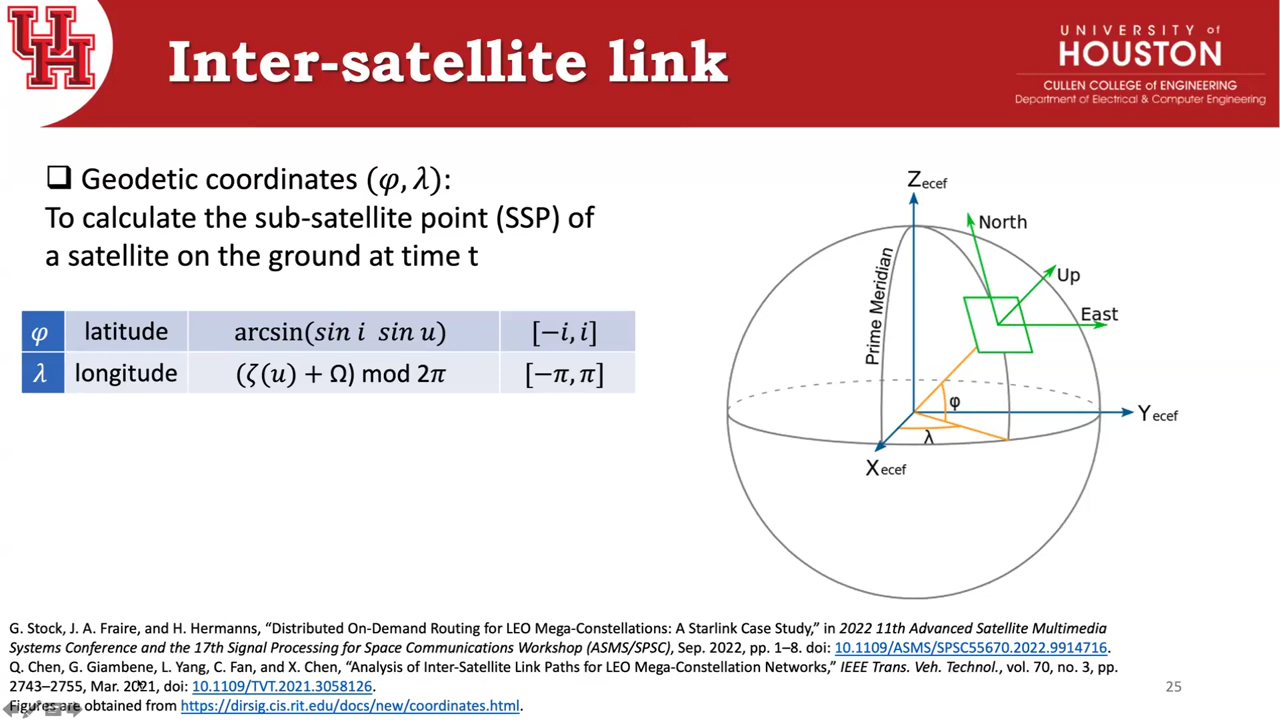 UH
Inter-satellite link
UNIVERSITY of
HOUSTON
CULLEN COLLEGE of ENGINEERING
Department of Electrical & Computer Engineering
❑ Geodetic coordinates (φ, λ):
To calculate the sub-satellite point (SSP) of
a satellite on the ground at time t
φ latitude arcsin(sin i sin u) [−i, i]
λ longitude (ζ(u) + Ω) mod 2π [−π, π]
Zecef
North
Up
East
Prime Meridian
φ
Yecef
λ
Xecef
G. Stock, J. A. Fraire, and H. Hermanns, “Distributed On-Demand Routing for LEO Mega-Constellations: A Starlink Case Study,” in 2022 11th Advanced Satellite Multimedia
Systems Conference and the 17th Signal Processing for Space Communications Workshop (ASMS/SPSC), Sep. 2022, pp. 1–8. doi: 10.1109/ASMS/SPSC55670.2022.9914716.
Q. Chen, G. Giambene, L. Yang, C. Fan, and X. Chen, “Analysis of Inter-Satellite Link Paths for LEO Mega-Constellation Networks,” IEEE Trans. Veh. Technol., vol. 70, no. 3, pp.
2743–2755, Mar. 2021, doi: 10.1109/TVT.2021.3058126.
Figures are obtained from https://dirsig.cis.rit.edu/docs/new/coordinates.html.
25